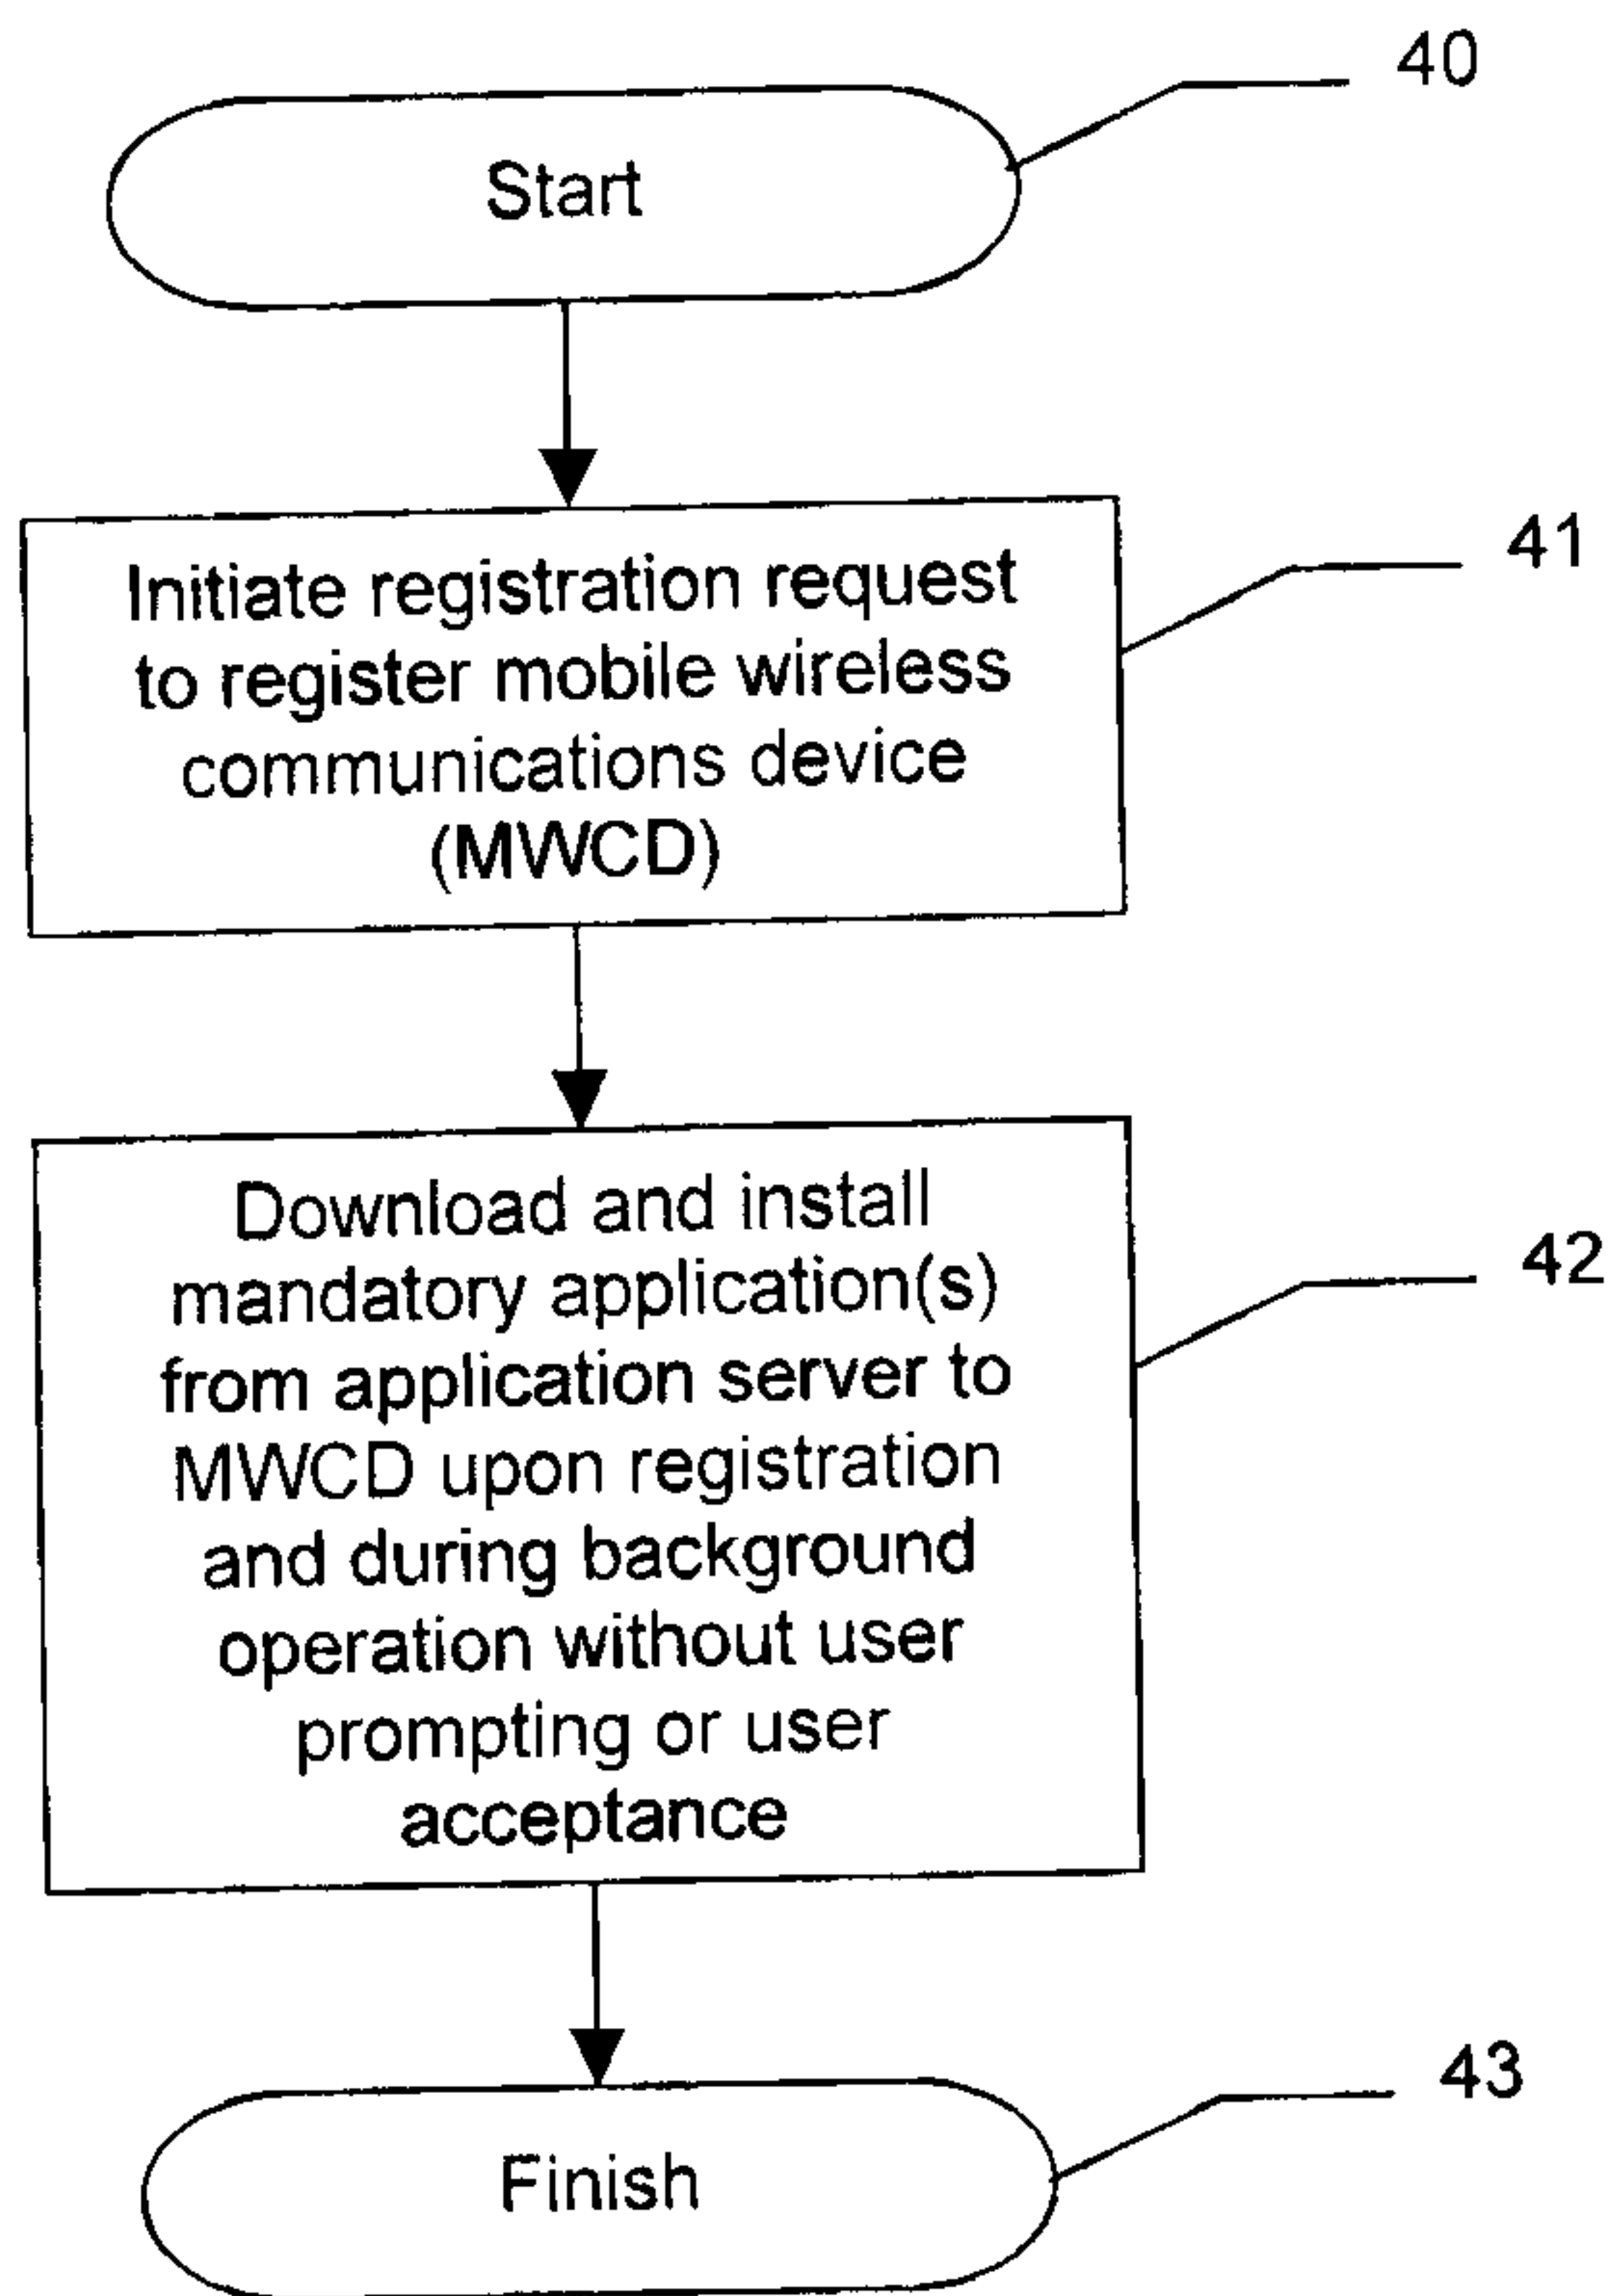 40
Start
41
Initiate registration request
to register mobile wireless
communications device
(MWCD)
42
Download and install
mandatory application(s)
from application server to
MWCD upon registration
and during background
operation without user
prompting or user
acceptance
43
Finish